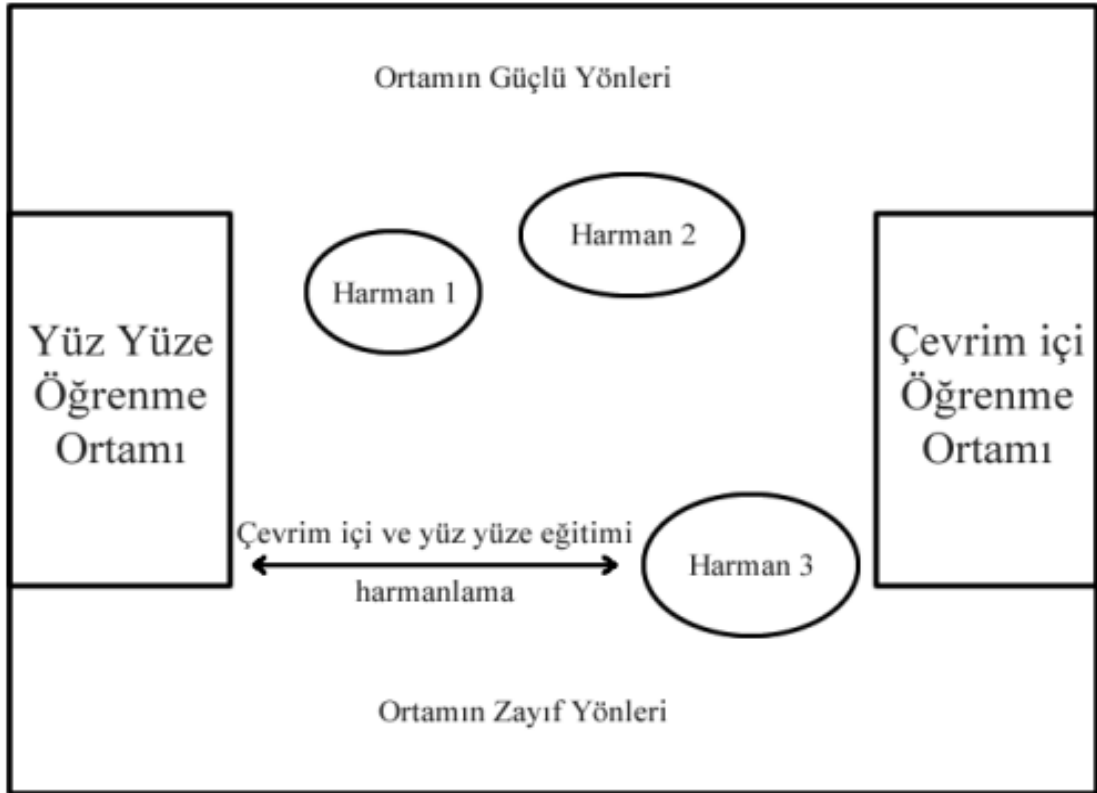 Ortamın Güçlü Yönleri
Harman 2
Harman 1
Yüz Yüze
Öğrenme
Ortamı
Çevrim içi
Öğrenme
Ortamı
Çevrim içi ve yüz yüze eğitimi
harmanlama
Harman 3
Ortamın Zayıf Yönleri